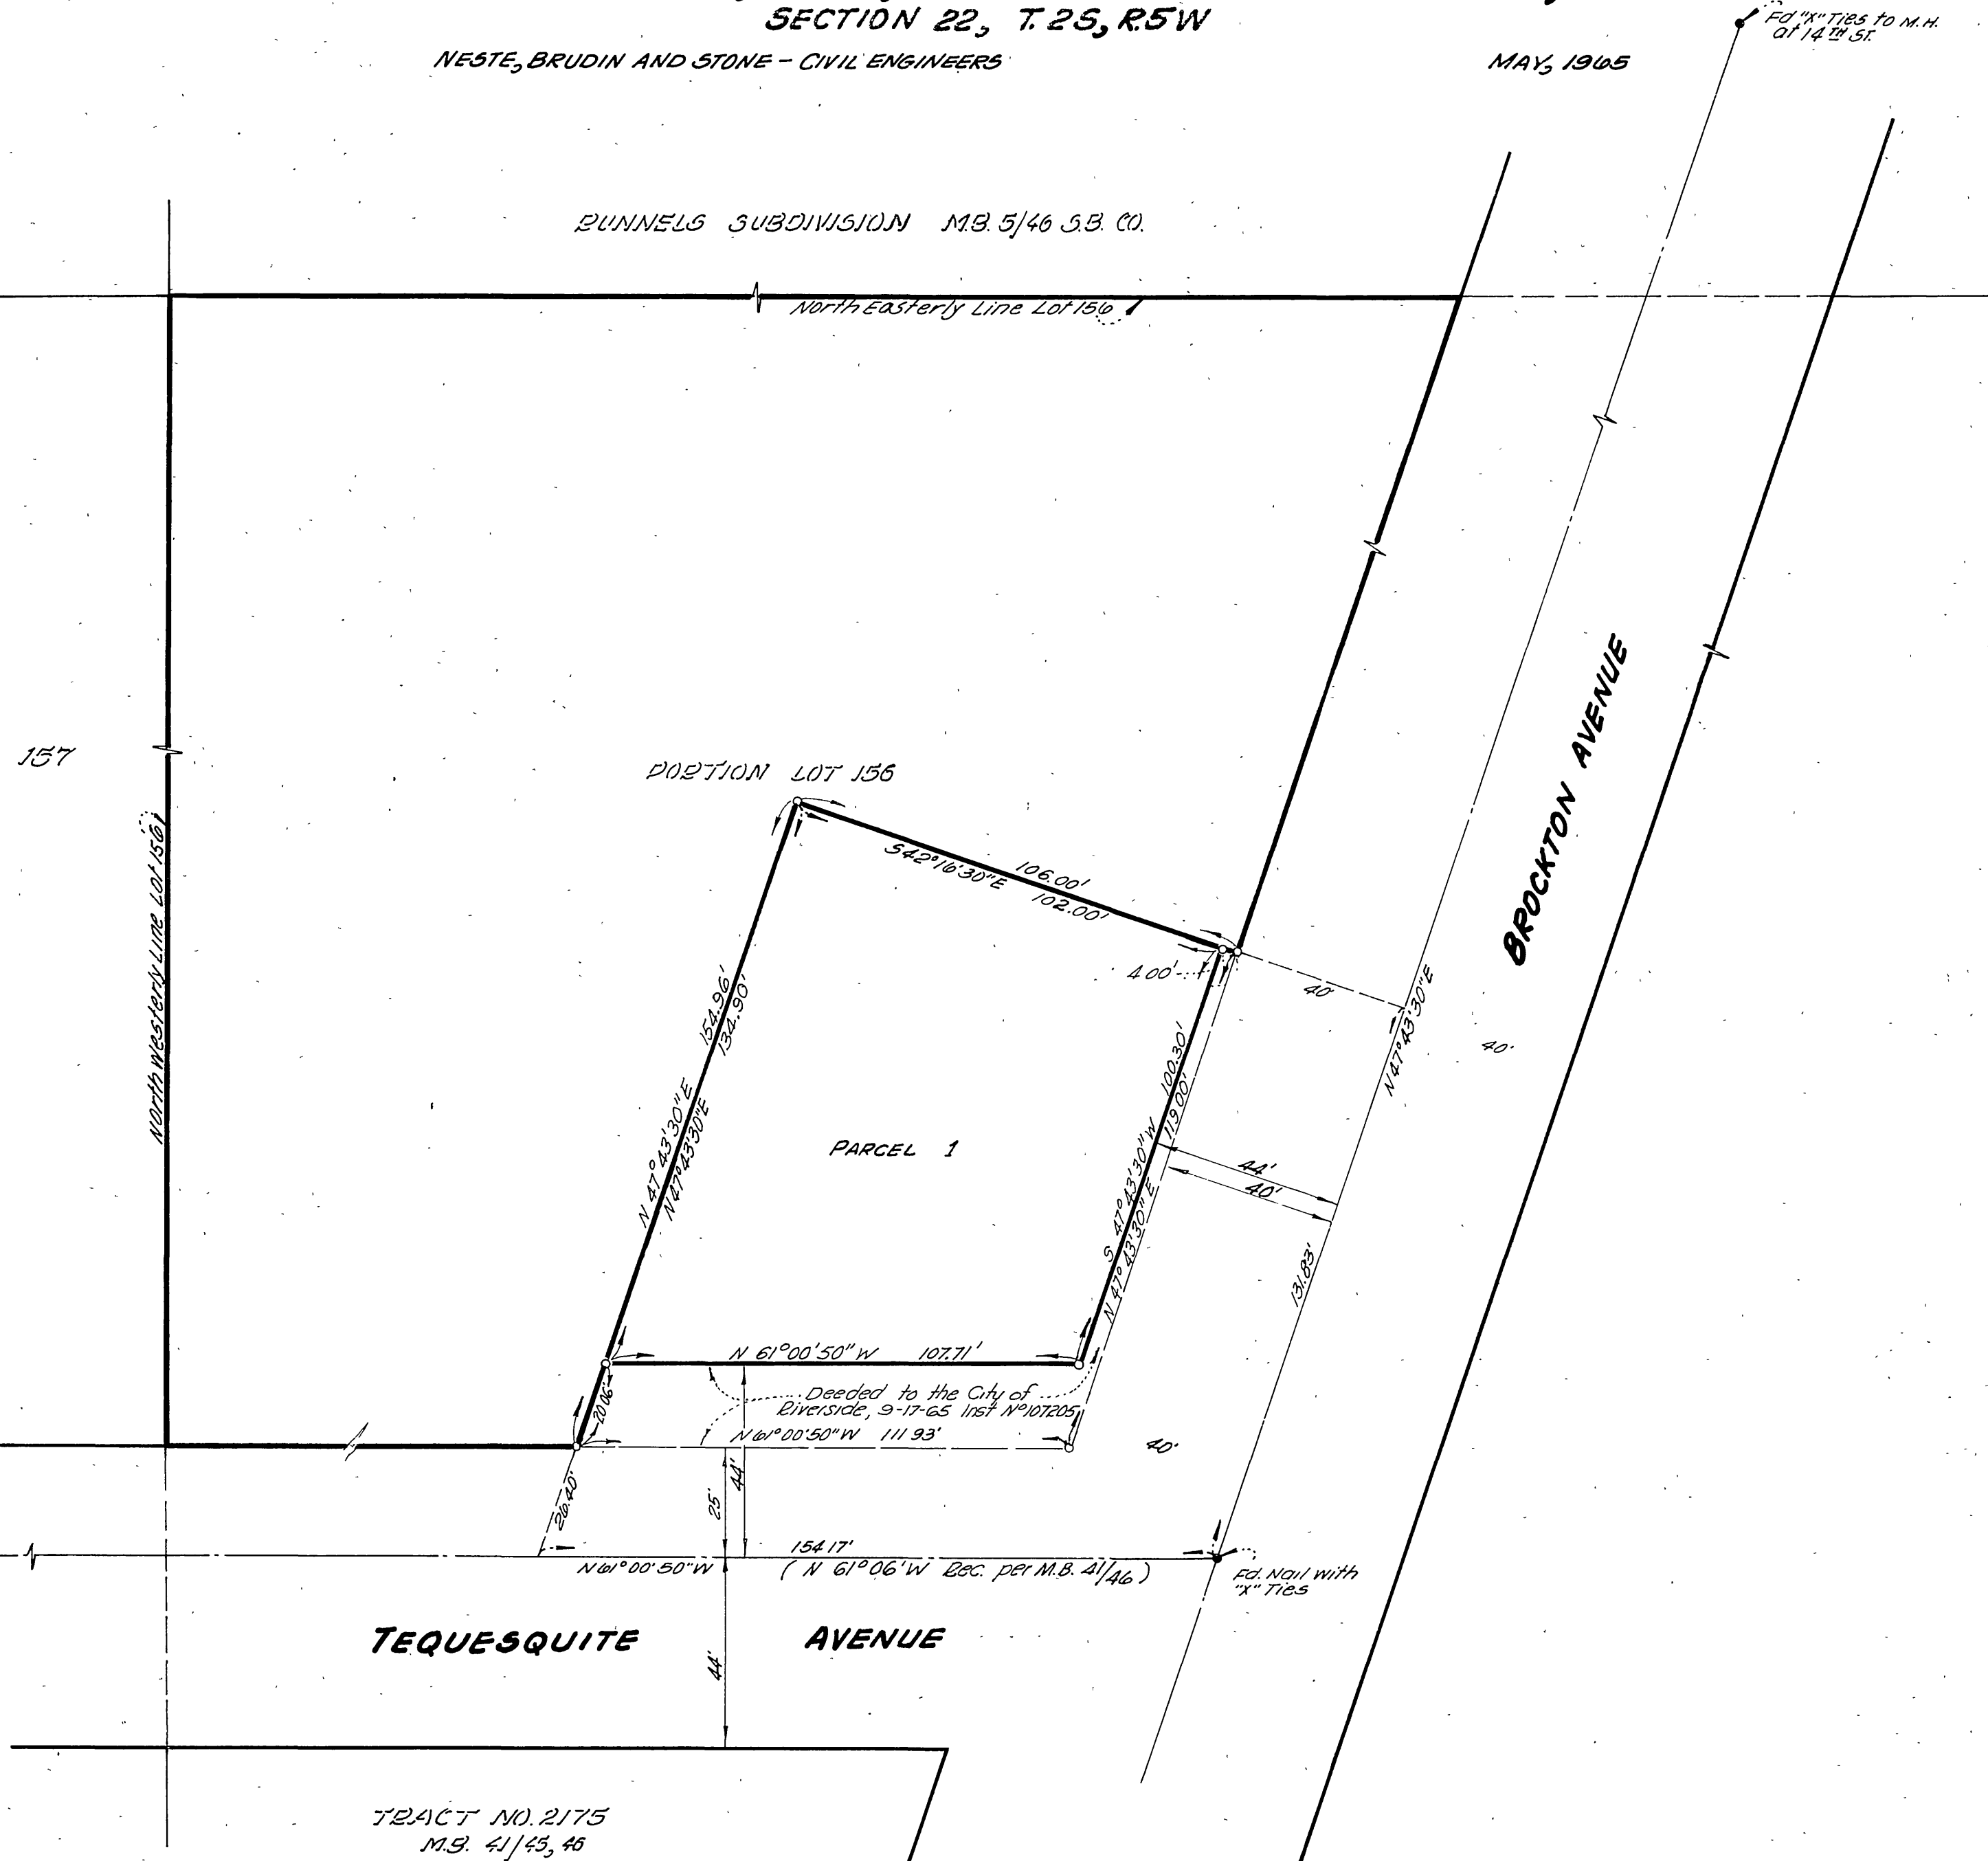 SECTION 22, T. 2S, R.5W
NESTE, BRUDIN AND STONE - CIVIL ENGINEERS
MAY, 1965
Fd "X" Ties to M.H.
at 14TH ST.
RUNNELS SUBDIVISION M.B. 5/46 S.B. CO.
North Easterly Line Lot 156
157
North Westerly Line Lot 156
PORTION LOT 156
S42°16'30"E
106.00'
102.00'
4.00'
40'
N47°43'30"E
40'
BROCKTON AVENUE
N 47°43'30"E 154.96'
N47°43'30"E 134.90'
PARCEL 1
S 47°43'30"W 100.30'
N 47°43'30"E 119.00'
44'
40'
131.83'
N 61°00'50"W 107.71'
20.06'
Deeded to the City of
Riverside, 9-17-65 Inst Nº107205
N61°00'50"W 111.93'
40'
26.40'
25'
44'
154.17'
N61°00'50"W
( N 61°06'W Rec. per M.B. 41/46 )
Fd. Nail with
"X" Ties
TEQUESQUITE AVENUE
44'
TRACT NO. 2175
M.B. 41/45, 46